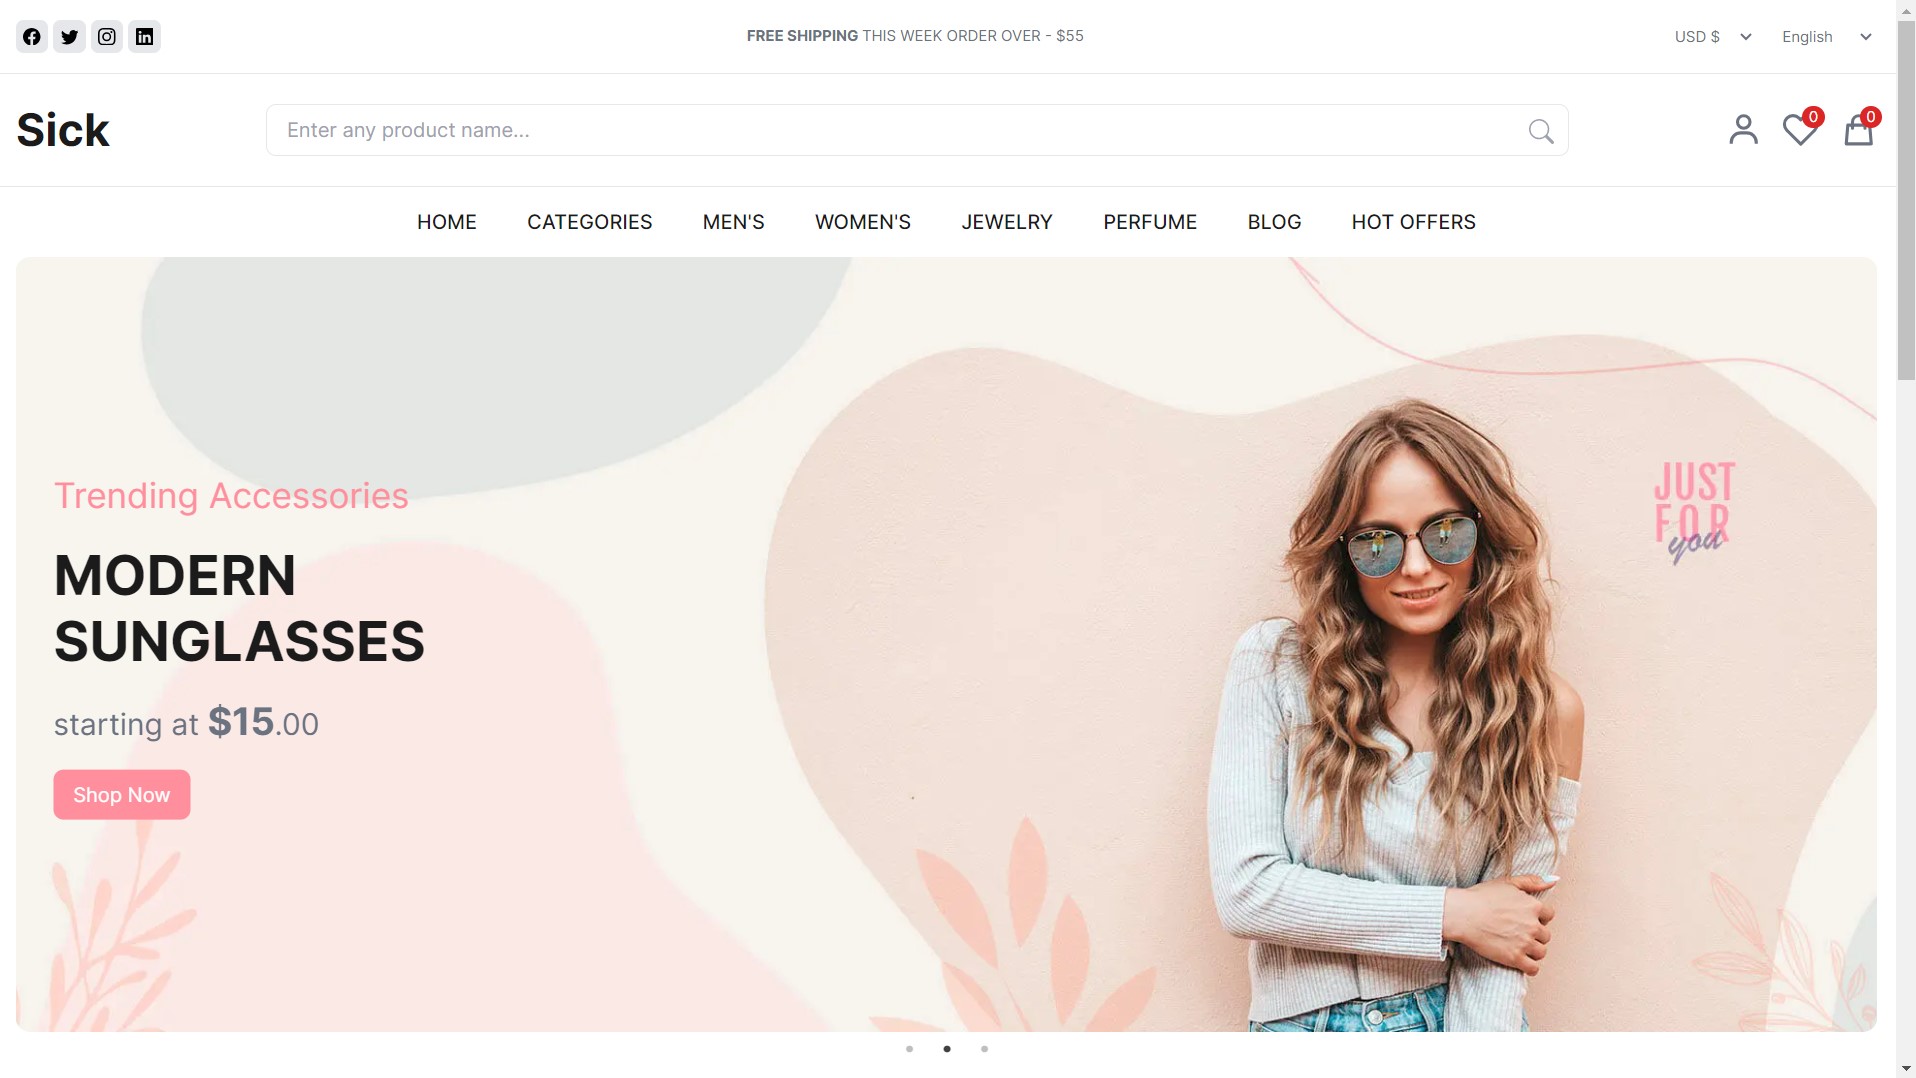 FREE SHIPPING THIS WEEK ORDER OVER - $55
USD $
English
Sick
Enter any product name...
0
0
HOME
CATEGORIES
MEN'S
WOMEN'S
JEWELRY
PERFUME
BLOG
HOT OFFERS
Trending Accessories
MODERN
SUNGLASSES
starting at $15.00
Shop Now
JUST
FOR
you